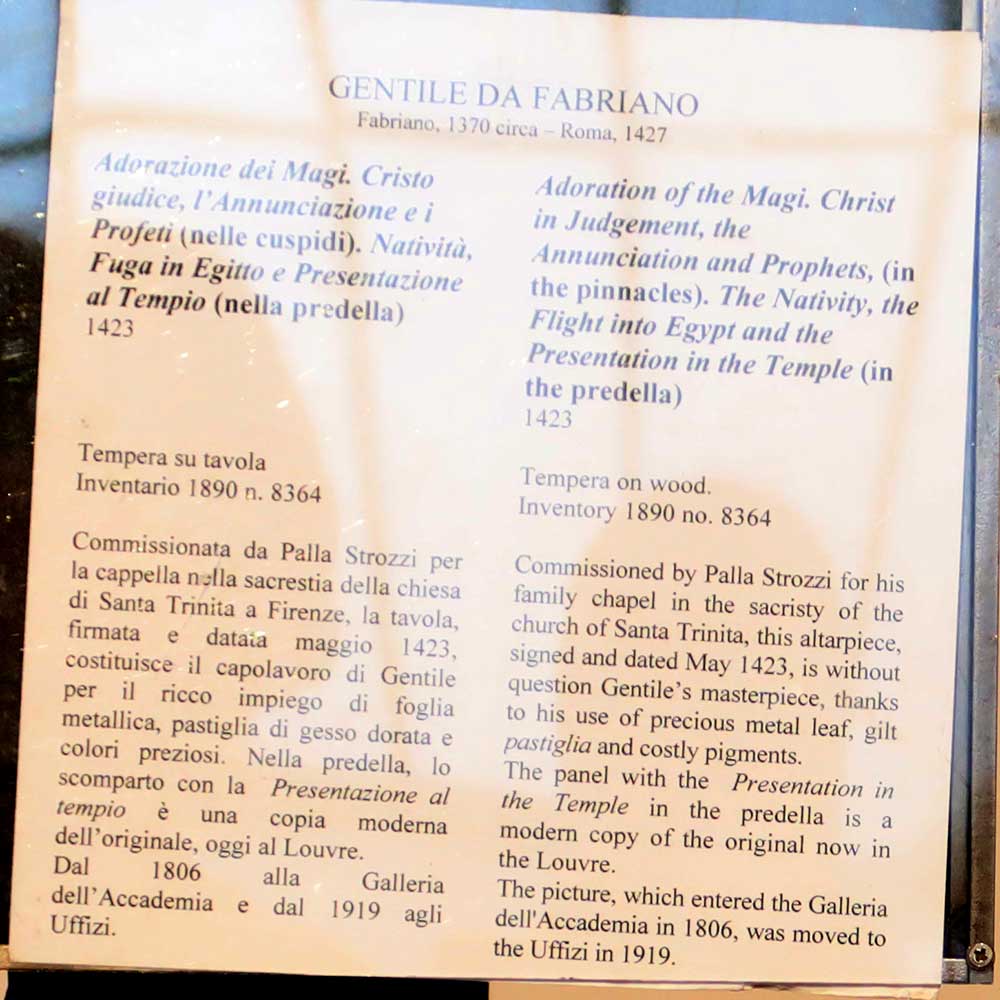 GENTILE DA FABRIANO
Fabriano, 1370 circa – Roma, 1427
Adorazione dei Magi. Cristo
giudice, l'Annunciazione e i
Profeti (nelle cuspidi). Natività,
Fuga in Egitto e Presentazione
al Tempio (nella predella)
1423
Tempera su tavola
Inventario 1890 n. 8364
Commissionata da Palla Strozzi per
la cappella nella sacrestia della chiesa
di Santa Trinita a Firenze, la tavola,
firmata e datata maggio 1423,
costituisce il capolavoro di Gentile
per il ricco impiego di foglia
metallica, pastiglia di gesso dorata e
colori preziosi. Nella predella, lo
scomparto con la Presentazione al
tempio è una copia moderna
dell'originale, oggi al Louvre.
Dal 1806 alla Galleria
dell'Accademia e dal 1919 agli
Uffizi.
Adoration of the Magi. Christ
in Judgement, the
Annunciation and Prophets, (in
the pinnacles). The Nativity, the
Flight into Egypt and the
Presentation in the Temple (in
the predella)
1423
Tempera on wood.
Inventory 1890 no. 8364
Commissioned by Palla Strozzi for his
family chapel in the sacristy of the
church of Santa Trinita, this altarpiece,
signed and dated May 1423, is without
question Gentile's masterpiece, thanks
to his use of precious metal leaf, gilt
pastiglia and costly pigments.
The panel with the Presentation in
the Temple in the predella is a
modern copy of the original now in
the Louvre.
The picture, which entered the Galleria
dell'Accademia in 1806, was moved to
the Uffizi in 1919.